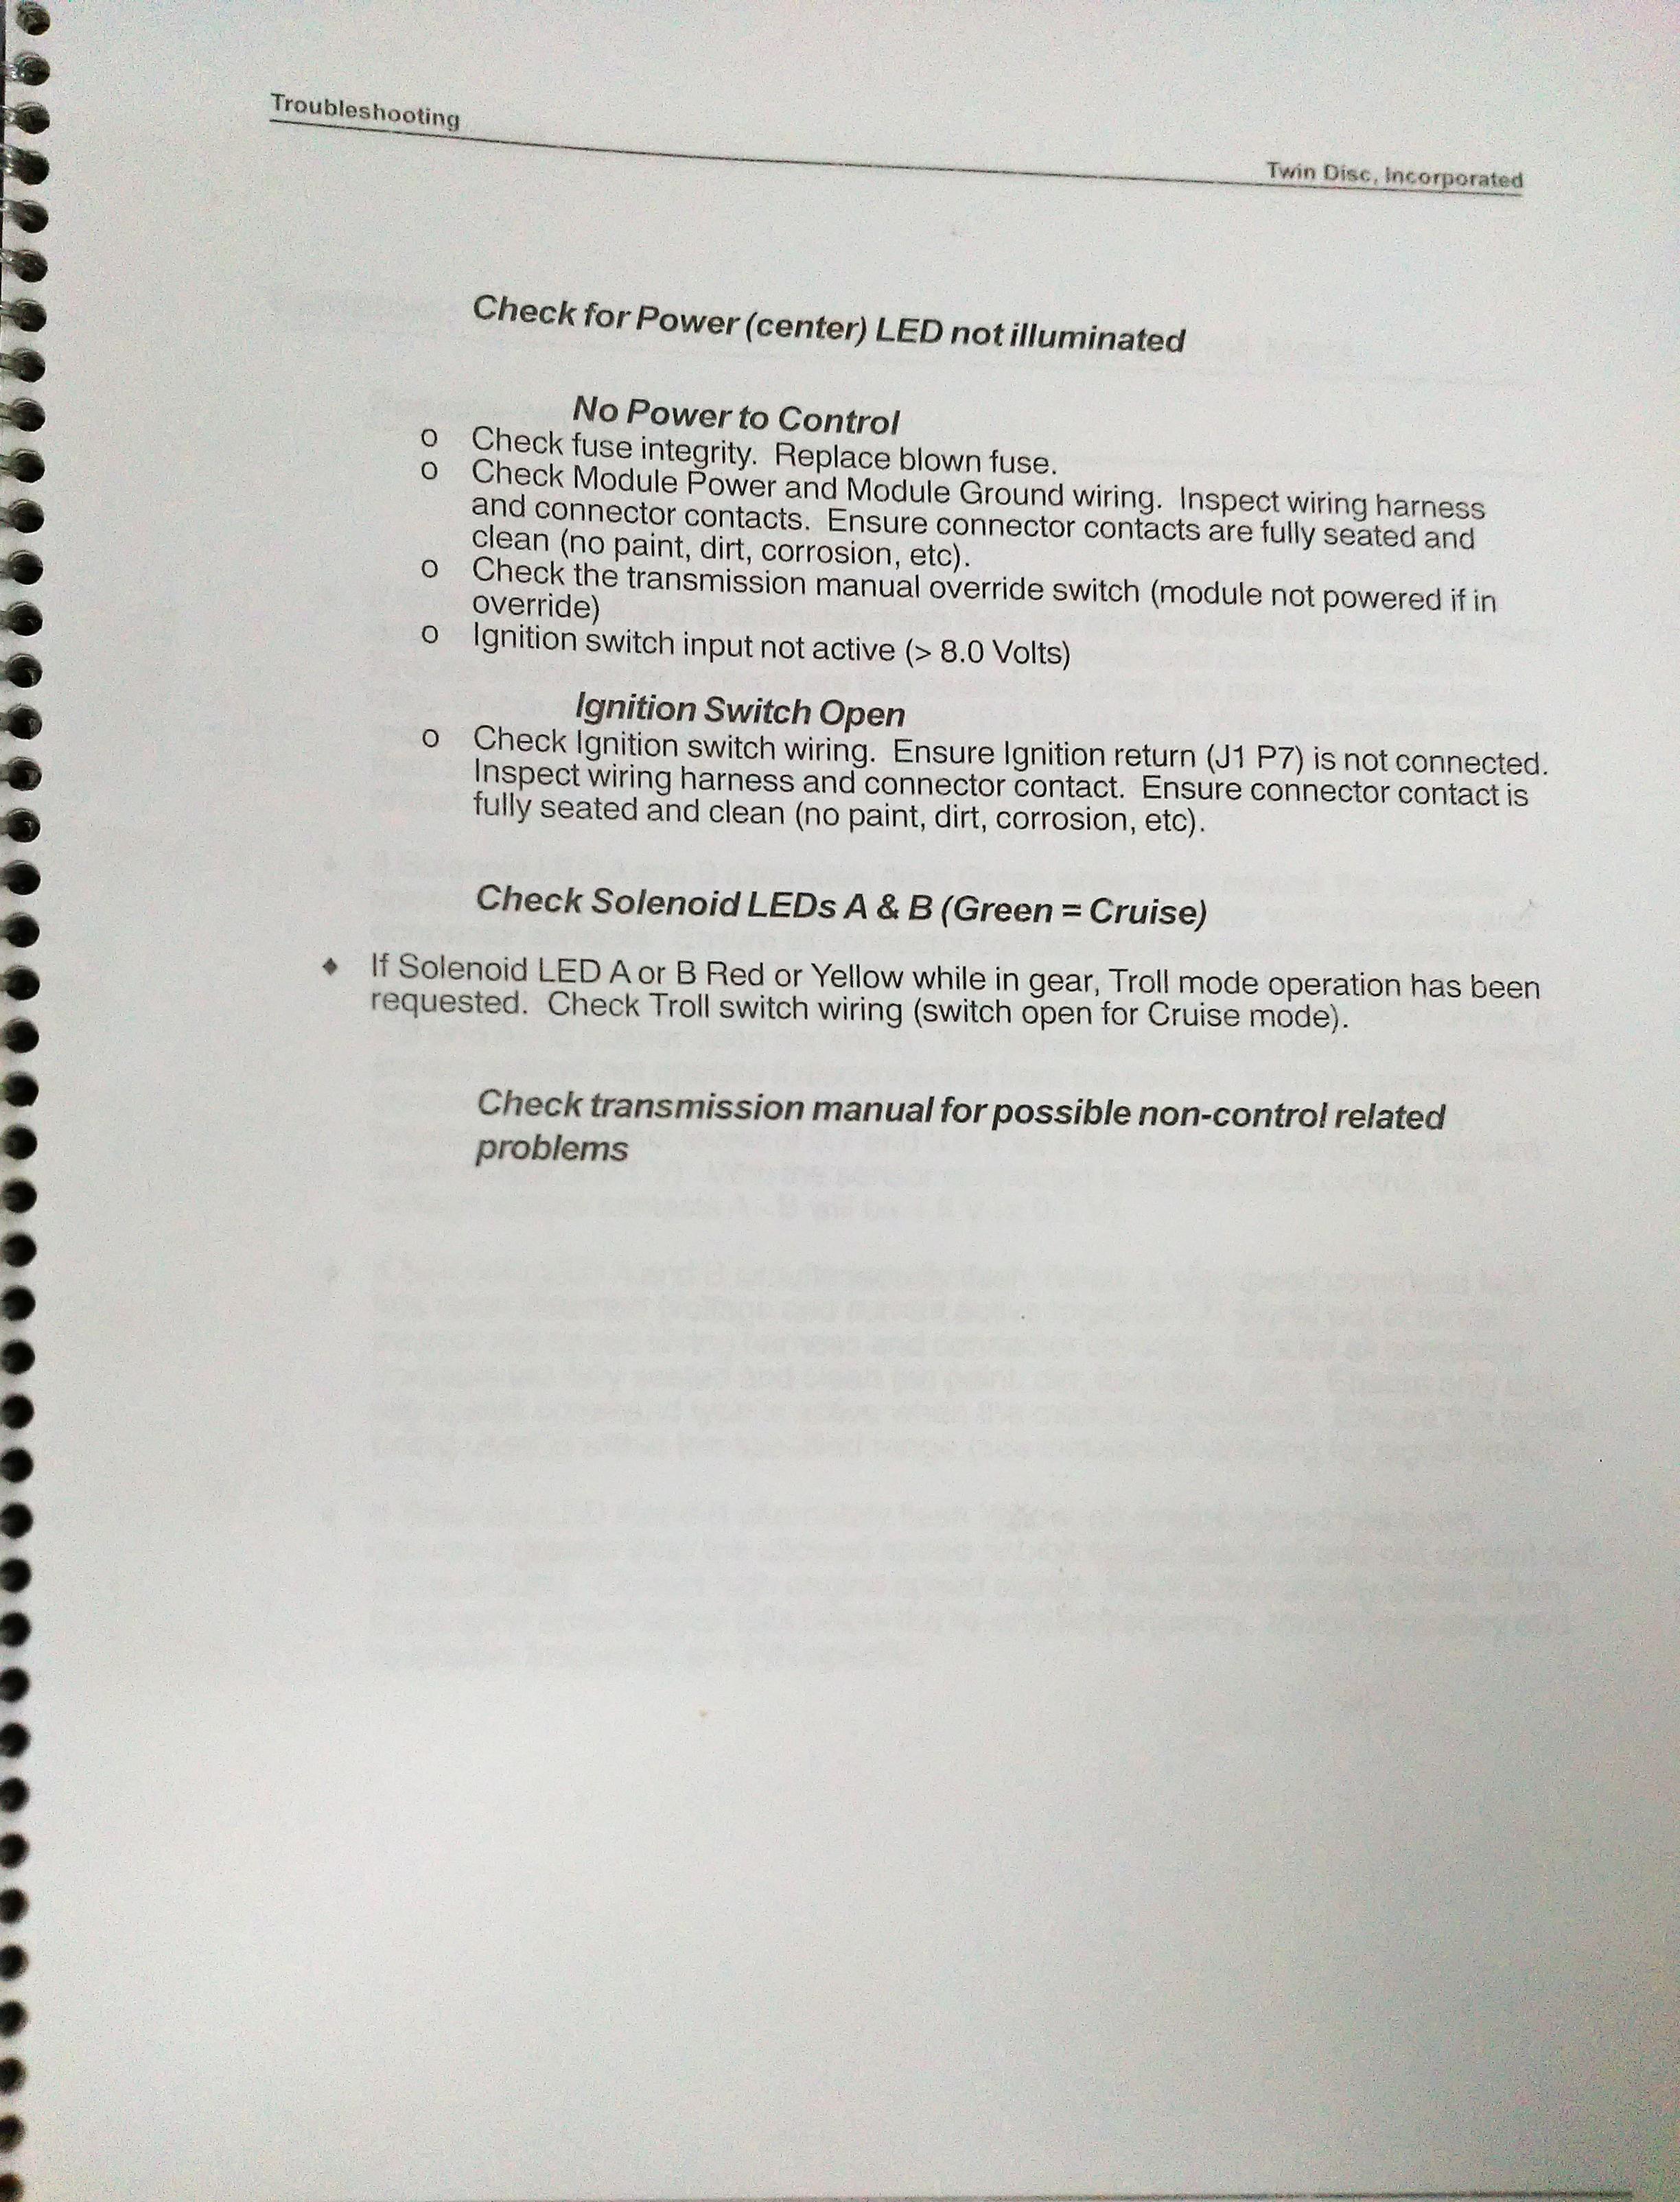 Troubleshooting
Twin Disc, Incorporated
Check for Power (center) LED not illuminated
No Power to Control
o Check fuse integrity. Replace blown fuse.
o Check Module Power and Module Ground wiring. Inspect wiring harness
and connector contacts. Ensure connector contacts are fully seated and
clean (no paint, dirt, corrosion, etc).
o Check the transmission manual override switch (module not powered if in
override)
o Ignition switch input not active (> 8.0 Volts)
Ignition Switch Open
o Check Ignition switch wiring. Ensure Ignition return (J1 P7) is not connected.
Inspect wiring harness and connector contact. Ensure connector contact is
fully seated and clean (no paint, dirt, corrosion, etc).
Check Solenoid LEDs A & B (Green = Cruise)
◆ If Solenoid LED A or B Red or Yellow while in gear, Troll mode operation has been
requested. Check Troll switch wiring (switch open for Cruise mode).
Check transmission manual for possible non-control related
problems